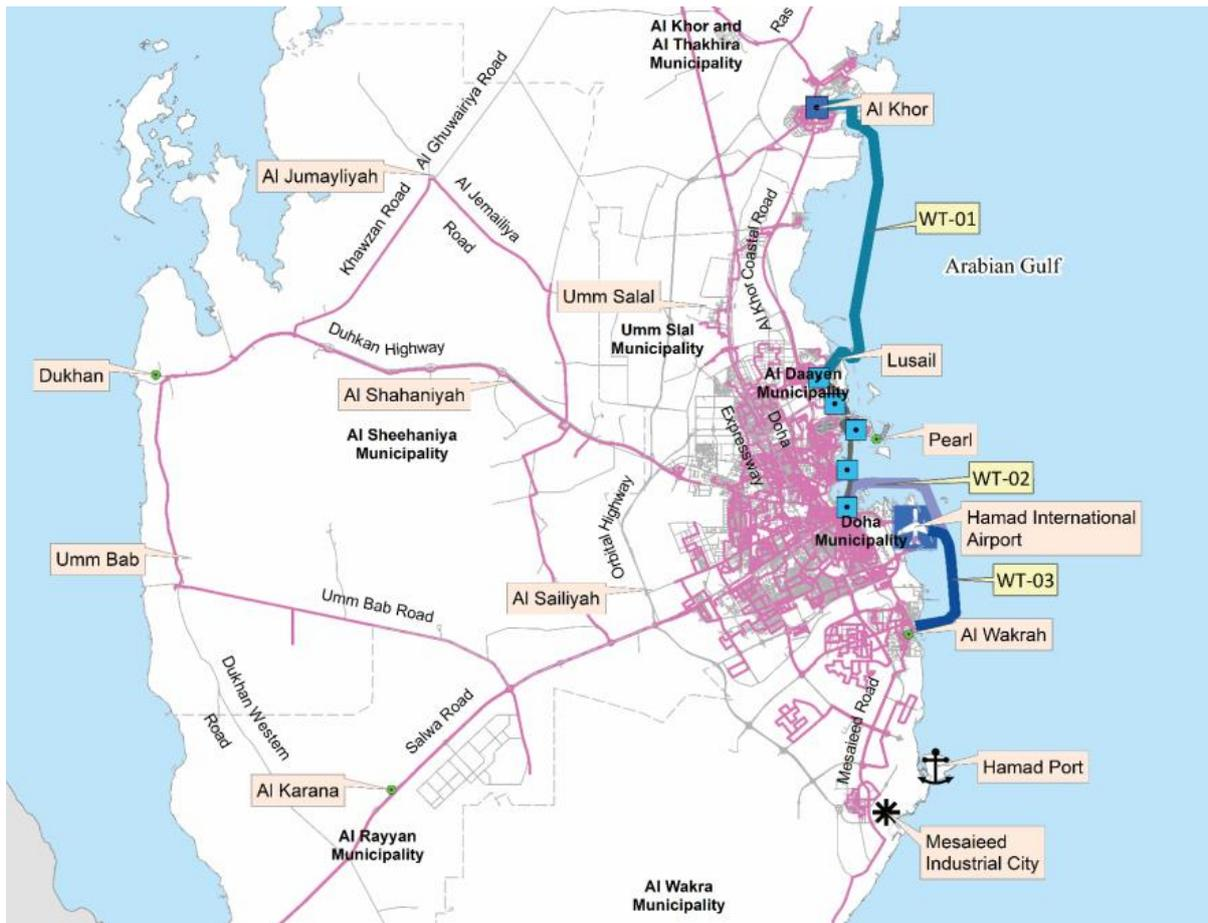 Al Khor and
Al Thakhira
Municipality
Ras
Al Khor
Al Ghuwairiya Road
Al Jumayliyah
Al Jemailiya
Road
Khawzan Road
WT-01
Al Khor Coastal Road
Arabian Gulf
Umm Salal
Umm Slal
Municipality
Duhkan Highway
Lusail
Dukhan
Al Shahaniyah
Al Daayen
Municipality
Al Sheehaniya
Municipality
Doha
Expressway
Pearl
WT-02
Orbital Highway
Hamad International
Airport
Doha
Municipality
Umm Bab
WT-03
Al Sailiyah
Umm Bab Road
Al Wakrah
Dukhan Western
Road
Salwa Road
Mesaieed Road
Hamad Port
Al Karana
Al Rayyan
Municipality
Mesaieed
Industrial City
Al Wakra
Municipality